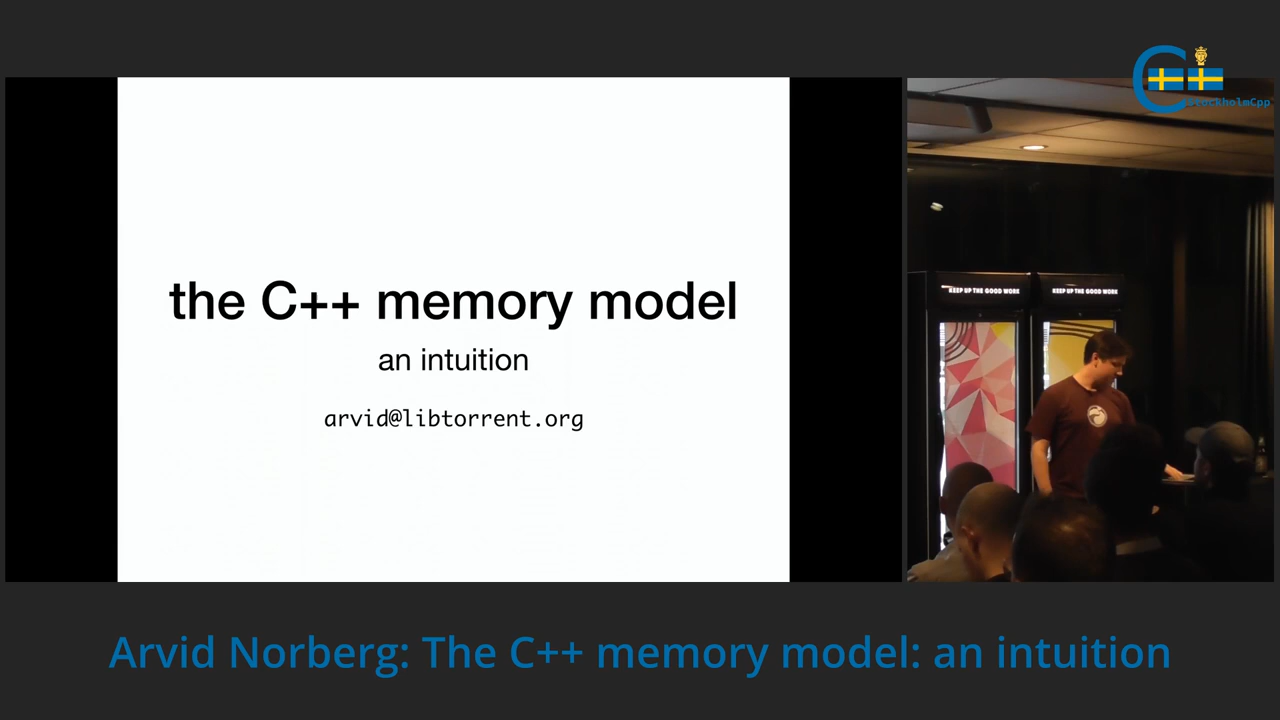 StockholmCpp
the C++ memory model
an intuition
arvid@libtorrent.org
KEEP UP THE GOOD WORK
KEEP UP THE GOOD WORK
Arvid Norberg: The C++ memory model: an intuition